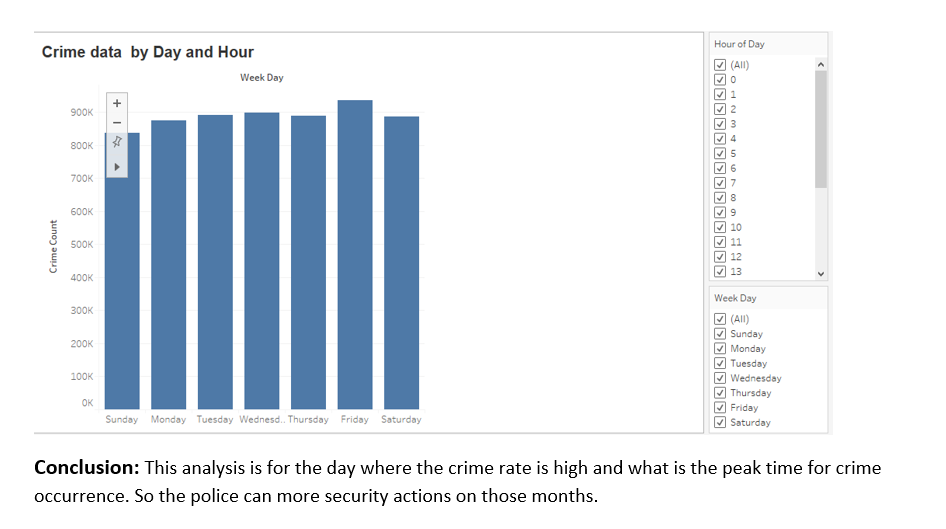 Crime data by Day and Hour
Week Day
900K
800K
700K
600K
500K
400K
300K
200K
100K
0K
Crime Count
Sunday Monday Tuesday Wednesd.. Thursday Friday Saturday
Hour of Day
(All)
0
1
2
3
4
5
6
7
8
9
10
11
12
13
Week Day
(All)
Sunday
Monday
Tuesday
Wednesday
Thursday
Friday
Saturday
Conclusion: This analysis is for the day where the crime rate is high and what is the peak time for crime
occurrence. So the police can more security actions on those months.